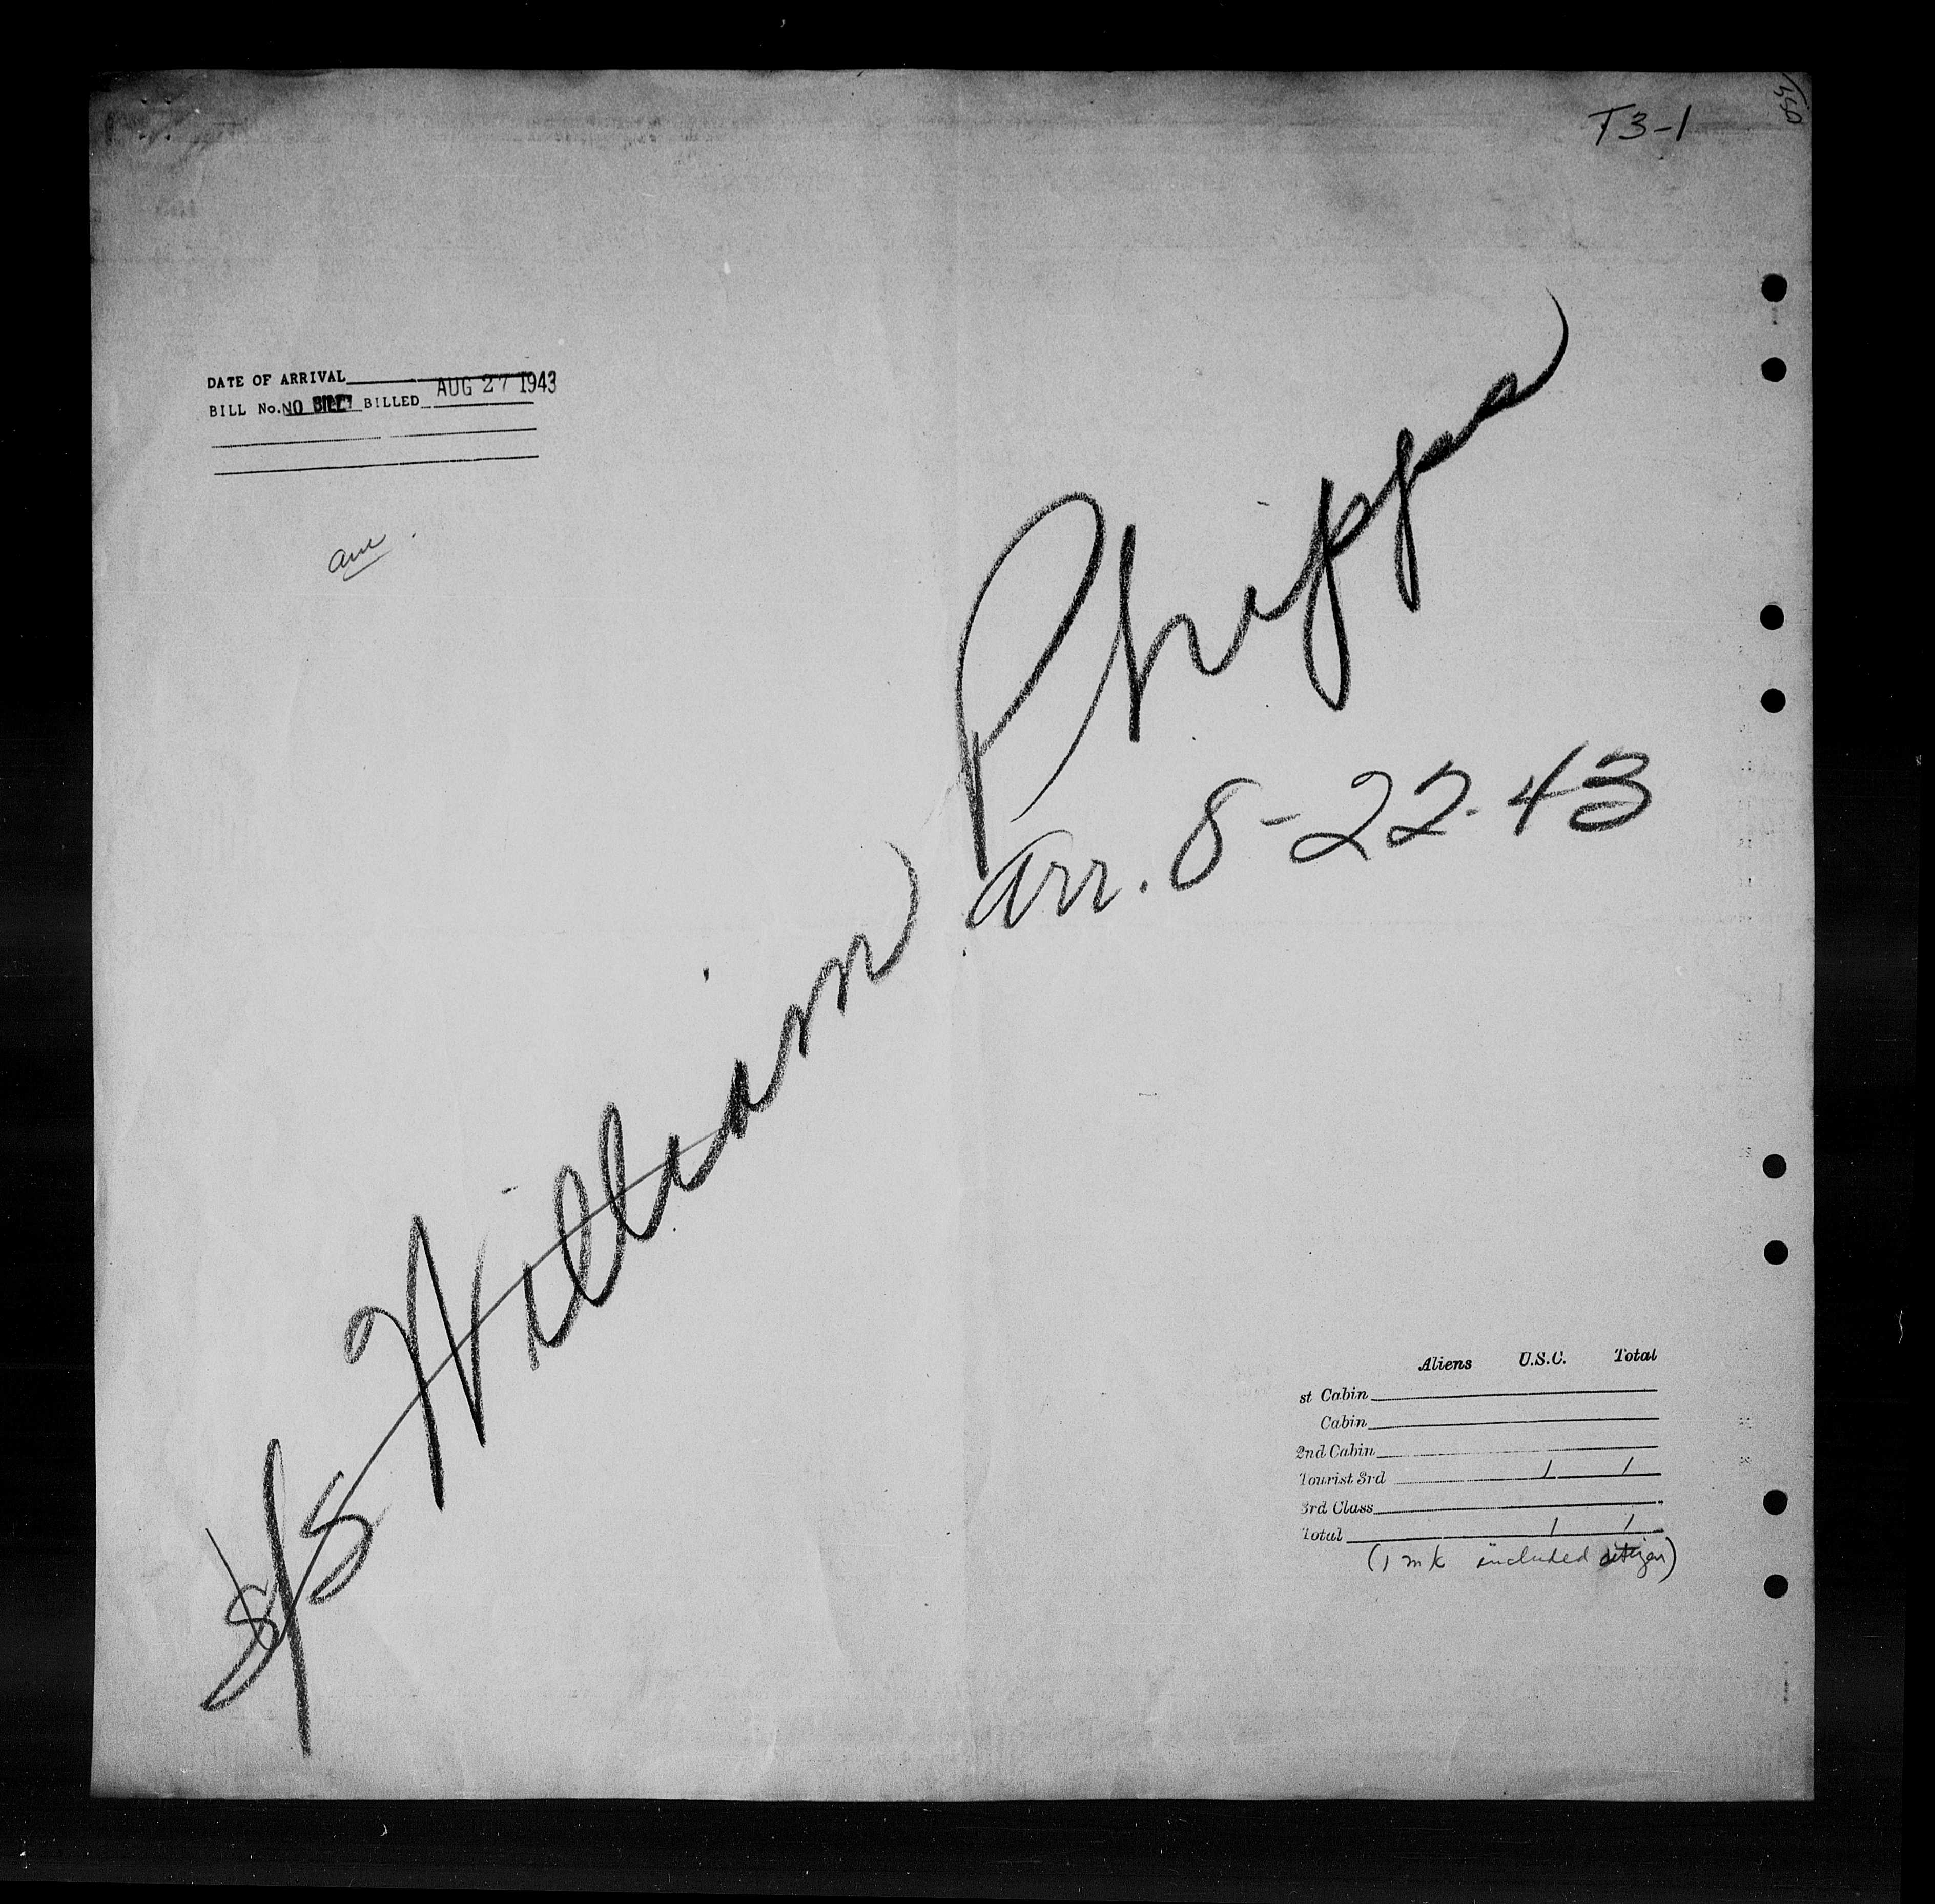 T3-1
DATE OF ARRIVAL
BILL No. NO BILL BILLED AUG 27 1943
S/S William Phipps
arr. 8-22-43
Aliens U.S.C. Total
st Cabin
Cabin
2nd Cabin
Tourist 3rd 1 1
3rd Class
Total 1 1
(1 mk included citizen)